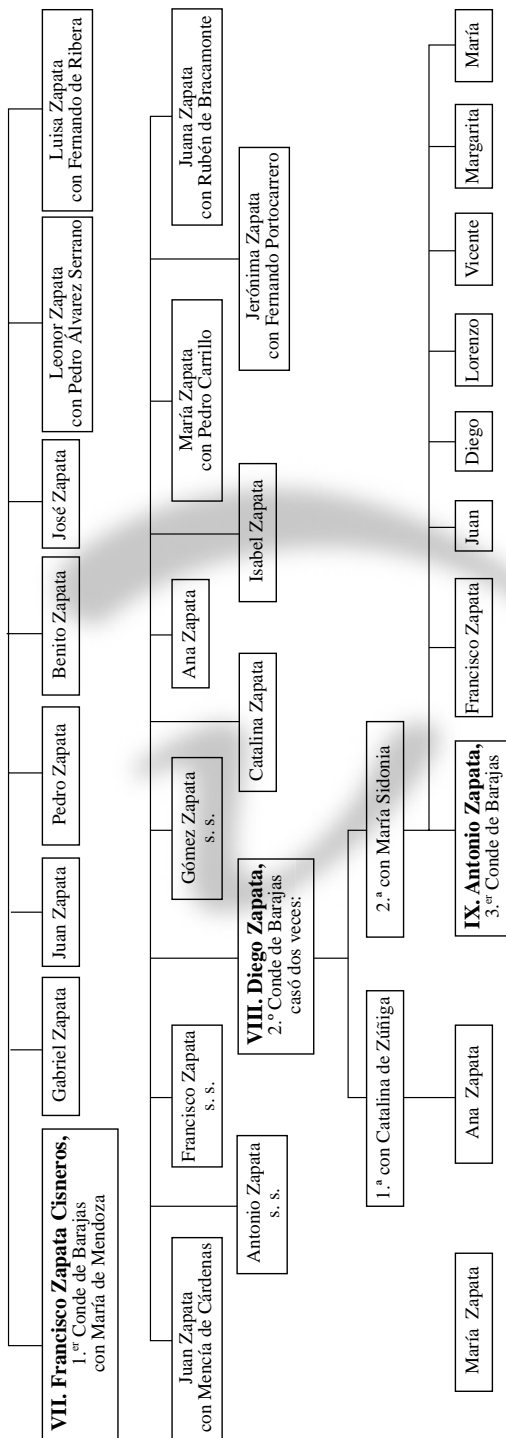 VII. Francisco Zapata Cisneros,
1.er Conde de Barajas
con María de Mendoza
Gabriel Zapata
Juan Zapata
Pedro Zapata
Benito Zapata
José Zapata
Leonor Zapata
con Pedro Álvarez Serrano
Luisa Zapata
con Fernando de Ribera
Juan Zapata
con Mencía de Cárdenas
Antonio Zapata
s. s.
Francisco Zapata
s. s.
VIII. Diego Zapata,
2.º Conde de Barajas
casó dos veces:
Gómez Zapata
s. s.
Catalina Zapata
Ana Zapata
Isabel Zapata
María Zapata
con Pedro Carrillo
Jerónima Zapata
con Fernando Portocarrero
Juana Zapata
con Rubén de Bracamonte
1.ª con Catalina de Zúñiga
2.ª con María Sidonia
María Zapata
Ana Zapata
IX. Antonio Zapata,
3.er Conde de Barajas
Francisco Zapata
Juan
Diego
Lorenzo
Vicente
Margarita
María